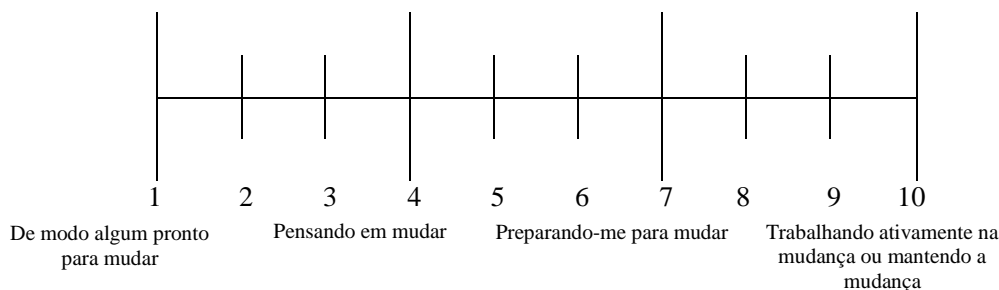 1 2 3 4 5 6 7 8 9 10
De modo algum pronto
para mudar
Pensando em mudar
Preparando-me para mudar
Trabalhando ativamente na
mudança ou mantendo a
mudança